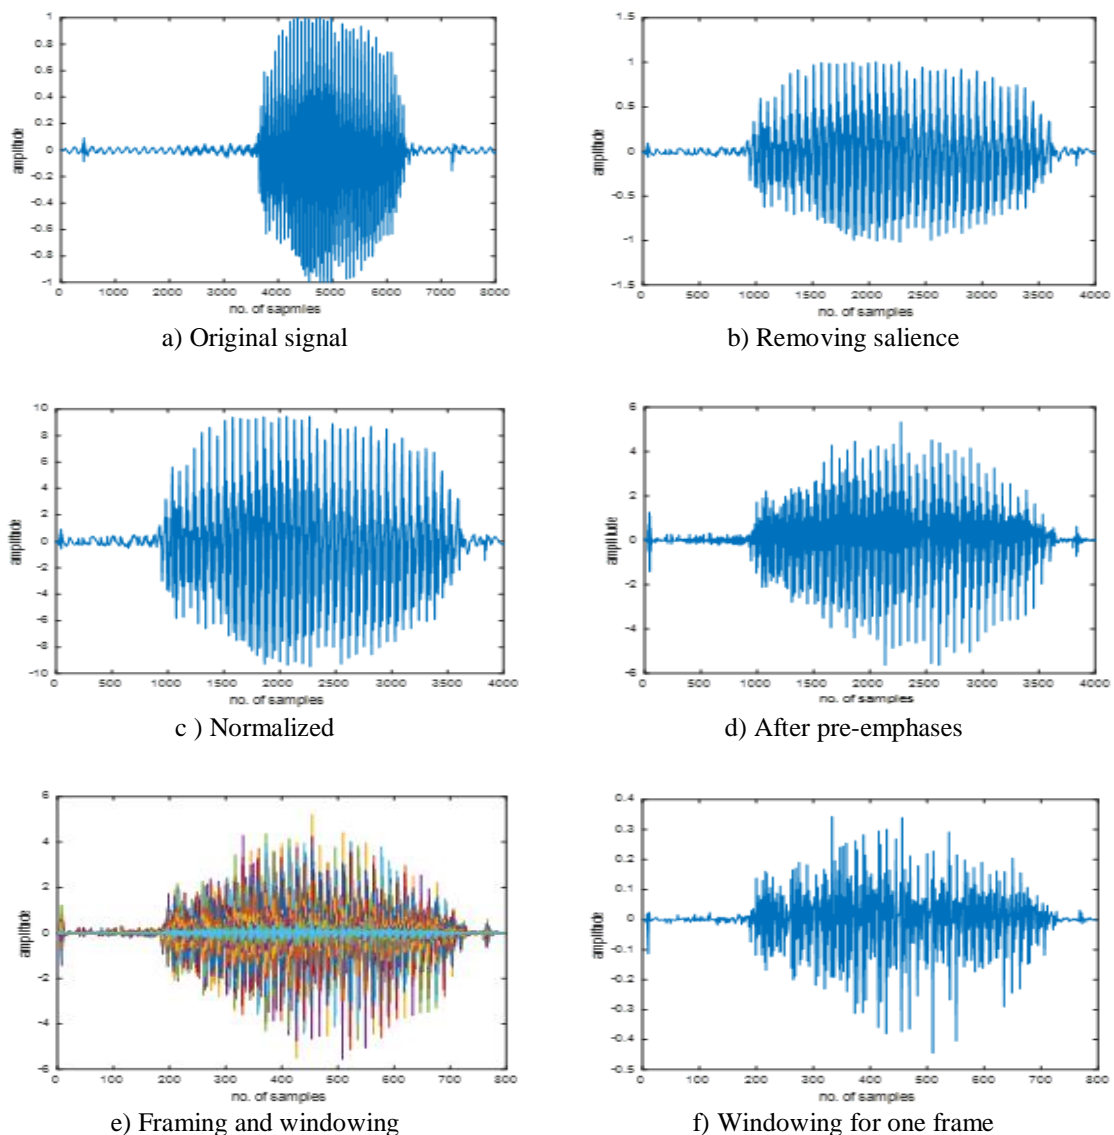 1
0.8
0.6
0.4
0.2
0
-0.2
-0.4
-0.6
-0.8
-1
amplitude
0 1000 2000 3000 4000 5000 6000 7000 8000
no. of sapmles
a) Original signal
1.5
1
0.5
0
-0.5
-1
-1.5
amplitude
0 500 1000 1500 2000 2500 3000 3500 4000
no. of samples
b) Removing salience
10
8
6
4
2
0
-2
-4
-6
-8
-10
amplitude
0 500 1000 1500 2000 2500 3000 3500 4000
no. of samples
c ) Normalized
6
4
2
0
-2
-4
-6
amplitude
0 500 1000 1500 2000 2500 3000 3500 4000
no. of samples
d) After pre-emphases
6
4
2
0
-2
-4
-6
amplitude
0 100 200 300 400 500 600 700 800
no. of samples
e) Framing and windowing
0.4
0.3
0.2
0.1
0
-0.1
-0.2
-0.3
-0.4
-0.5
amplitude
0 100 200 300 400 500 600 700 800
no. of samples
f) Windowing for one frame